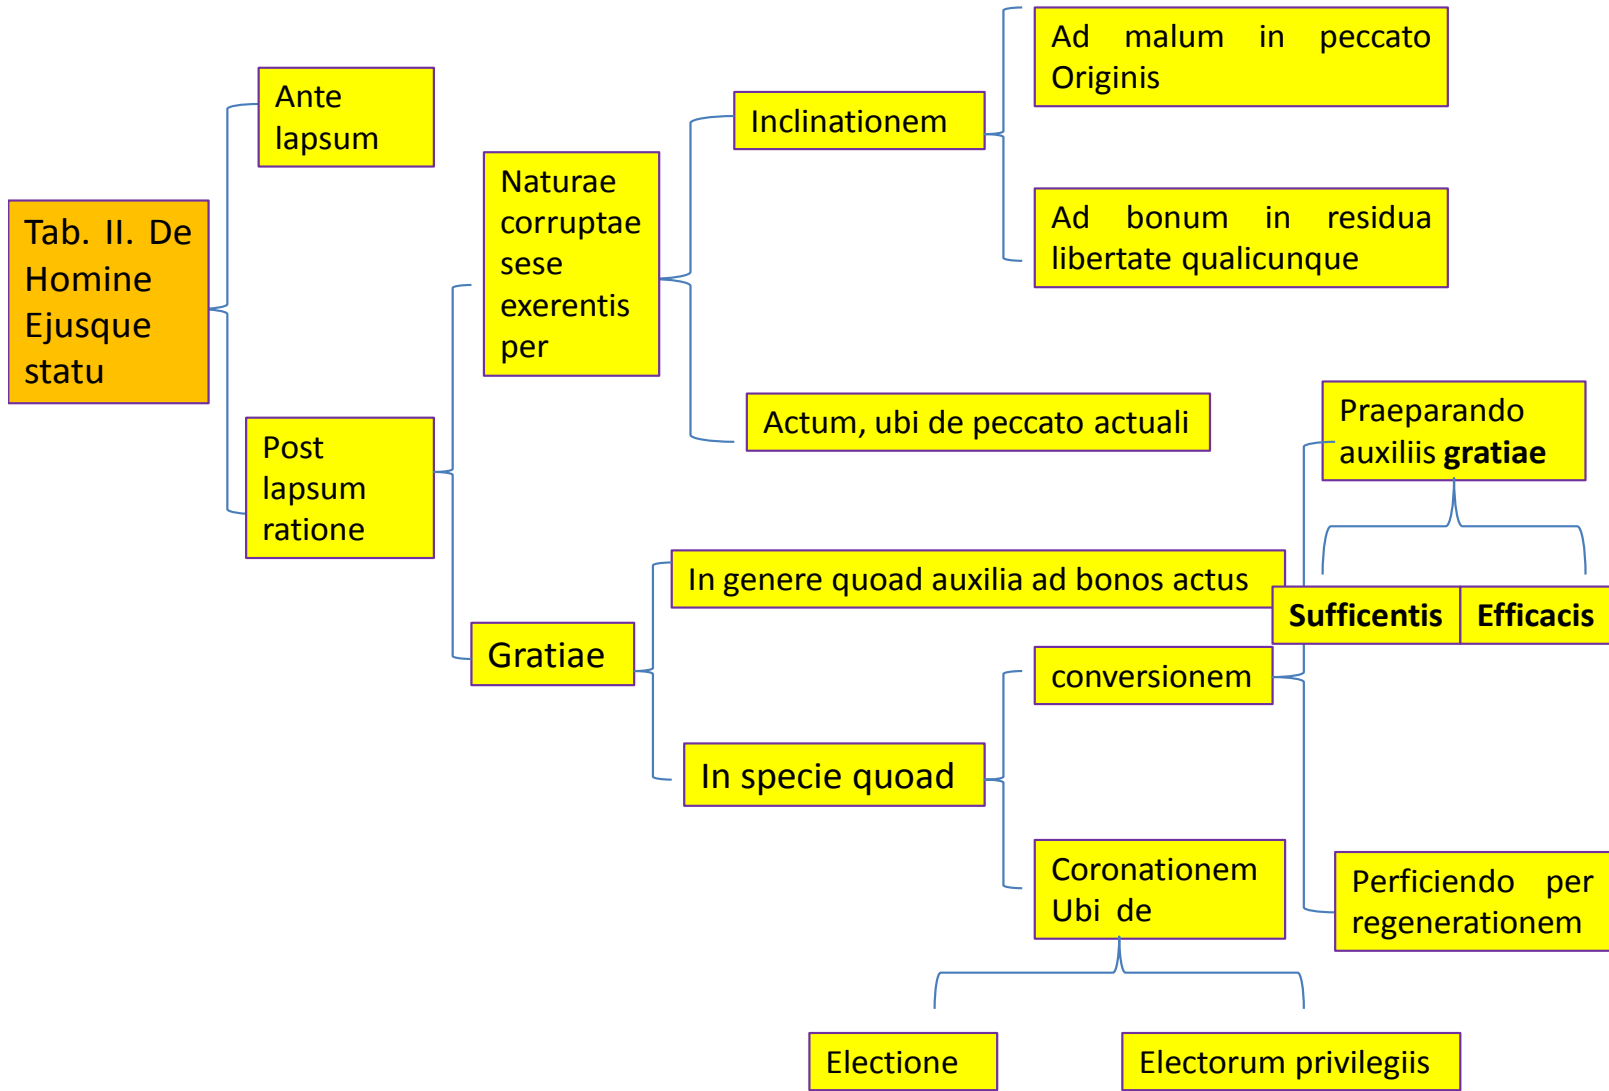 Tab. II. De
Homine
Ejusque
statu
Ante
lapsum
Post
lapsum
ratione
Naturae
corruptae
sese
exerentis
per
Inclinationem
Ad malum in peccato
Originis
Ad bonum in residua
libertate qualicunque
Actum, ubi de peccato actuali
Gratiae
In genere quoad auxilia ad bonos actus
In specie quoad
conversionem
Praeparando
auxiliis gratiae
Sufficentis
Efficacis
Perficiendo per
regenerationem
Coronationem
Ubi de
Electione
Electorum privilegiis